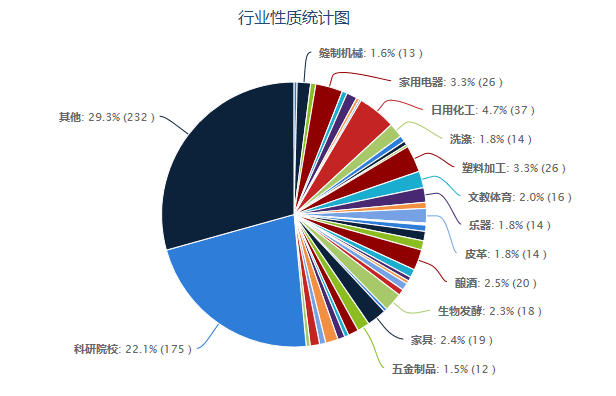 行业性质统计图
缝制机械: 1.6% (13 )
家用电器: 3.3% (26 )
日用化工: 4.7% (37 )
洗涤: 1.8% (14 )
塑料加工: 3.3% (26 )
文教体育: 2.0% (16 )
乐器: 1.8% (14 )
皮革: 1.8% (14 )
酿酒: 2.5% (20 )
生物发酵: 2.3% (18 )
家具: 2.4% (19 )
五金制品: 1.5% (12 )
科研院校: 22.1% (175 )
其他: 29.3% (232 )